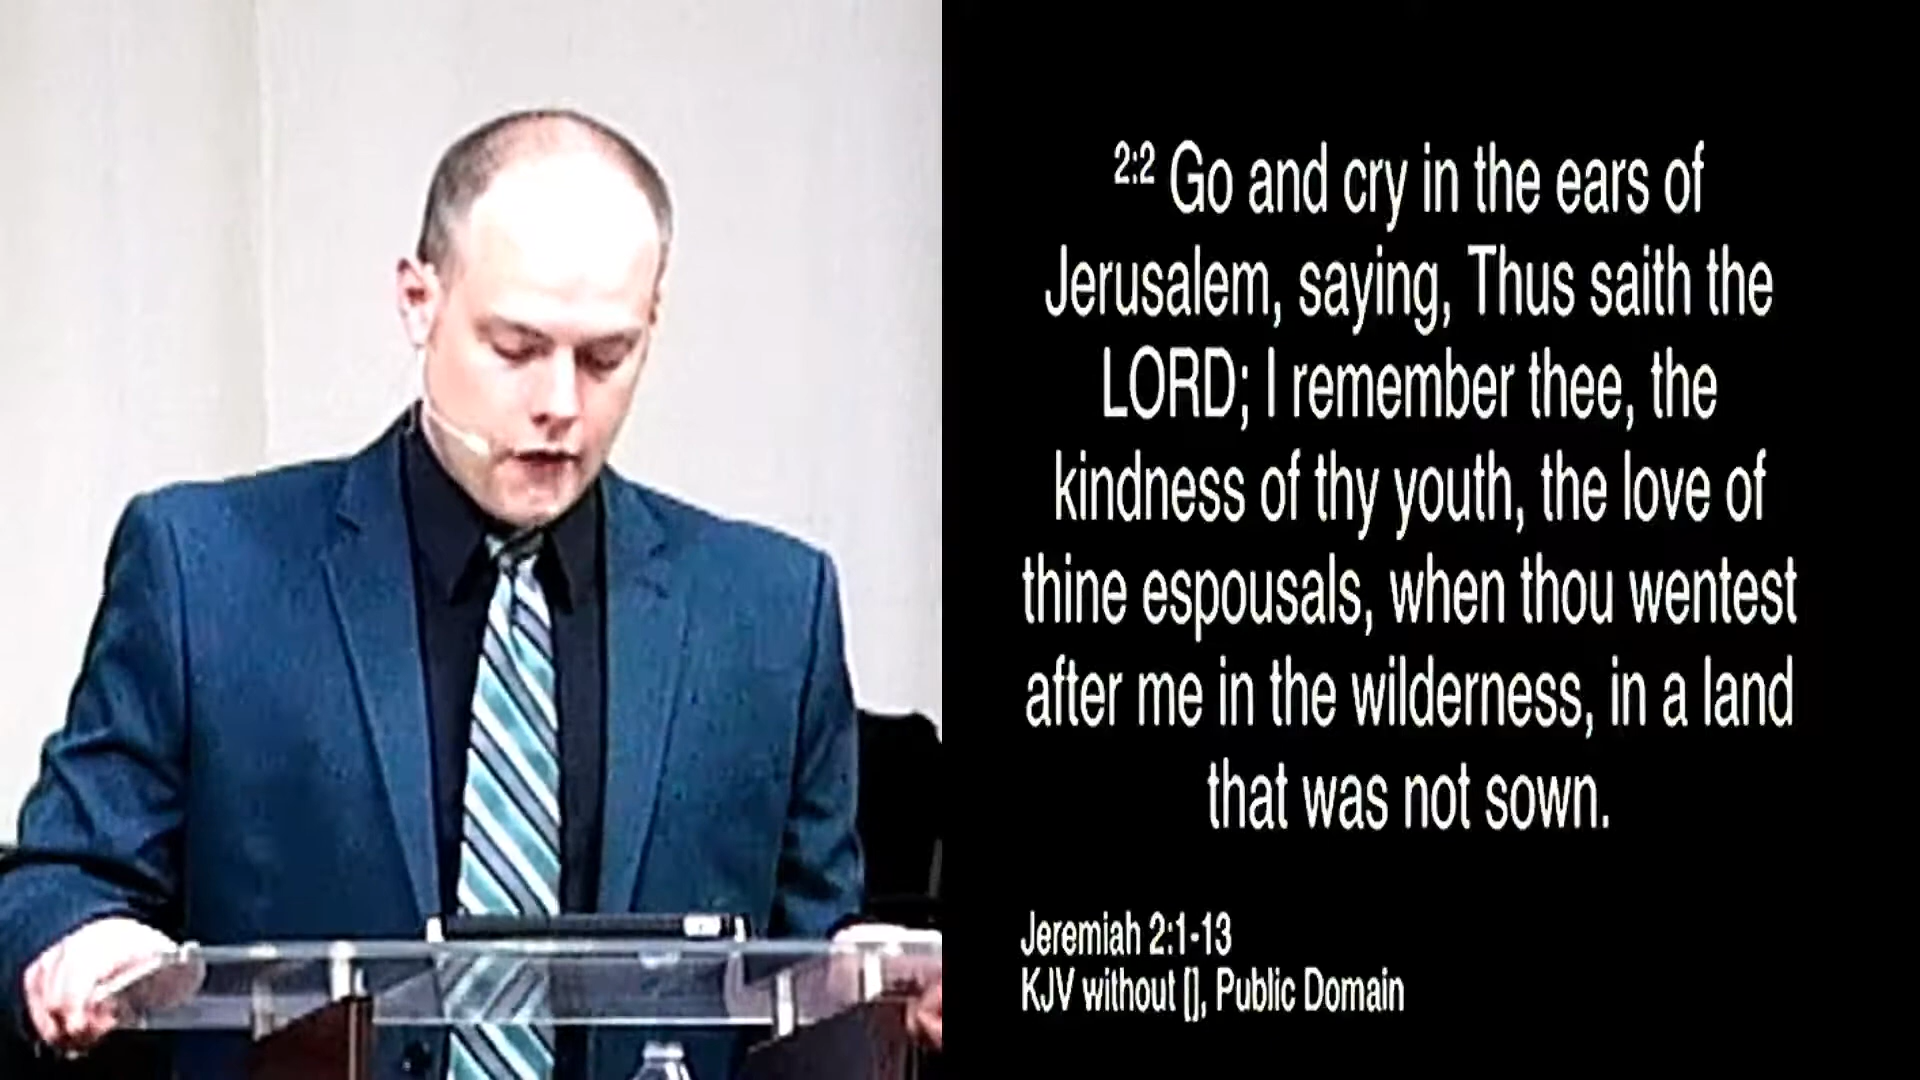 2:2 Go and cry in the ears of
Jerusalem, saying, Thus saith the
LORD; I remember thee, the
kindness of thy youth, the love of
thine espousals, when thou wentest
after me in the wilderness, in a land
that was not sown.
Jeremiah 2:1-13
KJV without [], Public Domain